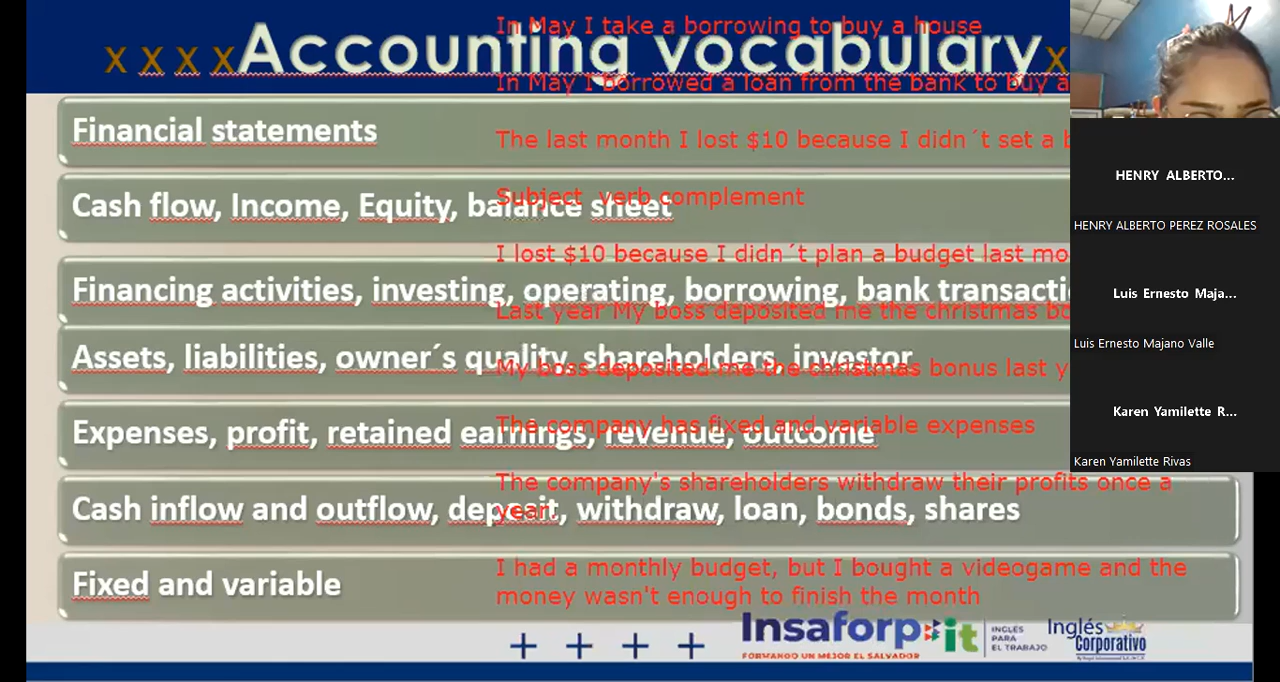 x x x x Accounting vocabulary x
Financial statements
Cash flow, Income, Equity, balance sheet
Financing activities, investing, operating, borrowing, bank
Assets, liabilities, owner´s quality, shareholders, investor
Expenses, profit, retained earnings, revenue, outcome
Cash inflow and outflow, deposit, withdraw, loan, bonds, shares
Fixed and variable
In May I take a borrowing to buy a house
In May I borrowed a loan from the bank to buy a
The last month I lost $10 because I didn´t set a
Subject verb complement
I lost $10 because I didn´t plan a budget last
Last year My boss deposited me the christmas
My boss deposited me the christmas bonus last
The company has fixed and variable expenses
The company's shareholders withdraw their profits once a
year.
I had a monthly budget, but I bought a videogame and the
money wasn't enough to finish the month
HENRY ALBERTO...
HENRY ALBERTO PEREZ ROSALES
Luis Ernesto Maja...
Luis Ernesto Majano Valle
Karen Yamilette R...
Karen Yamilette Rivas
Insaforp it
FORMANDO UN MEJOR EL SALVADOR
INGLÉS
PARA
EL TRABAJO
Inglés
Corporativo